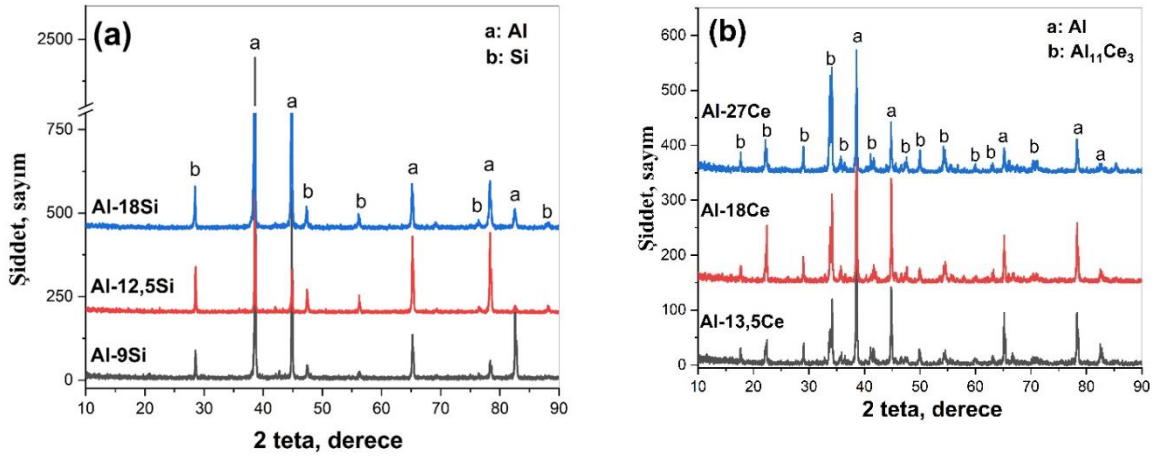 (a)
a: Al
b: Si
2500
750
500
250
0
Şiddet, sayım
Al-18Si
Al-12,5Si
Al-9Si
b
a
a
b
b
a
b
a
a
b
10 20 30 40 50 60 70 80 90
2 teta, derece
(b)
a: Al
b: Al₁₁Ce₃
600
500
400
300
200
100
0
Şiddet, sayım
Al-27Ce
Al-18Ce
Al-13,5Ce
b
b
b
b
a
b
b
a
b
b
b
b
b
a
b
a
a
10 20 30 40 50 60 70 80 90
2 teta, derece